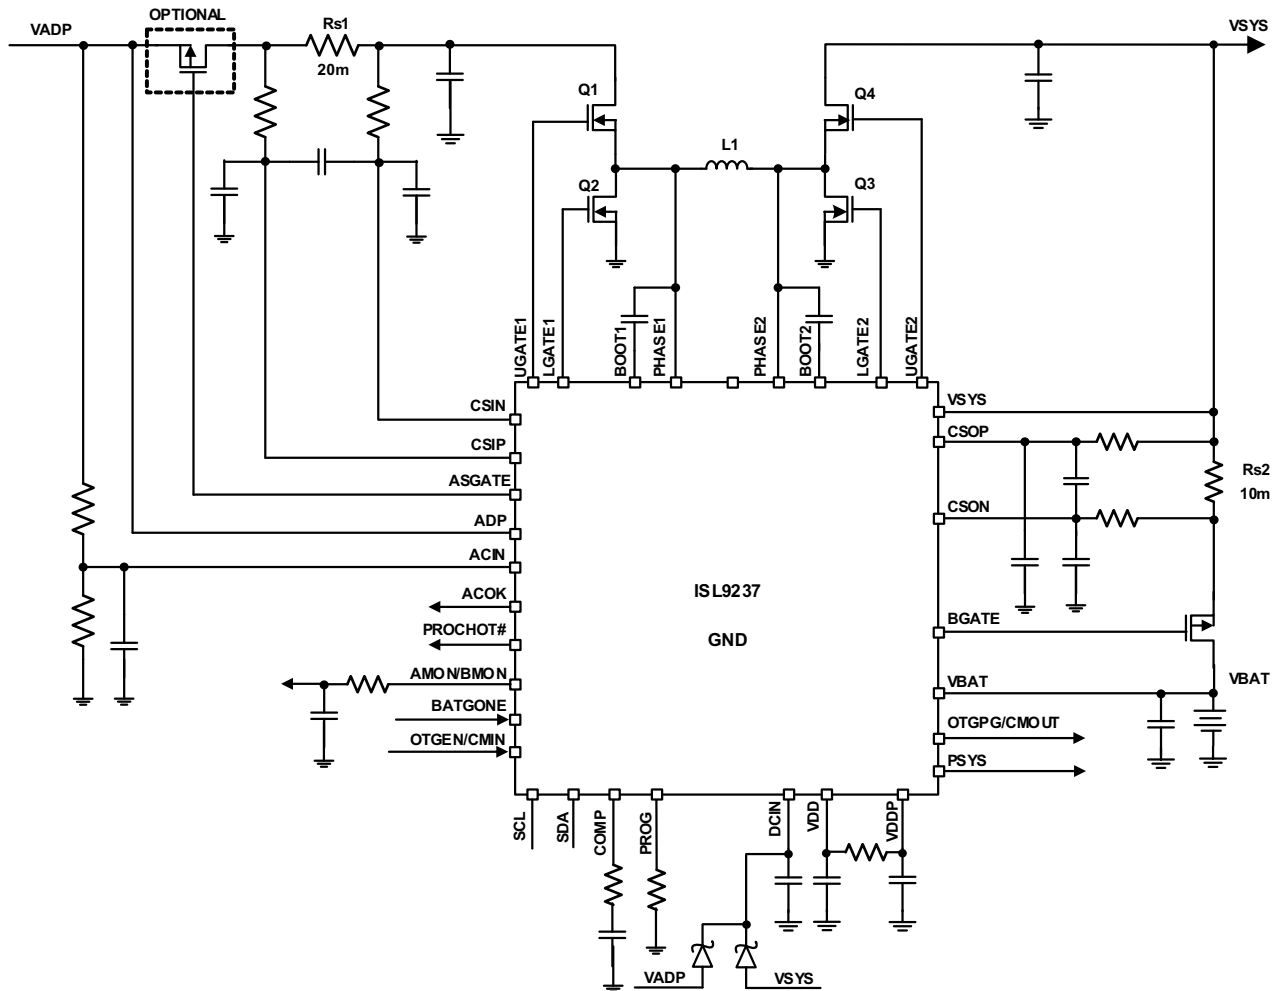 OPTIONAL
VADP
Rs1
20m
VSYS
Q1
Q4
L1
Q2
Q3
UGATE1
LGATE1
BOOT1
PHASE1
PHASE2
BOOT2
LGATE2
UGATE2
CSIN
CSIP
ASGATE
ADP
ACIN
ACOK
PROCHOT#
AMON/BMON
BATGONE
OTGEN/CMIN
ISL9237
GND
VSYS
CSOP
Rs2
10m
CSON
BGATE
VBAT
VBAT
OTGPG/CMOUT
PSYS
SCL
SDA
COMP
PROG
DCIN
VDD
VDDP
VADP
VSYS